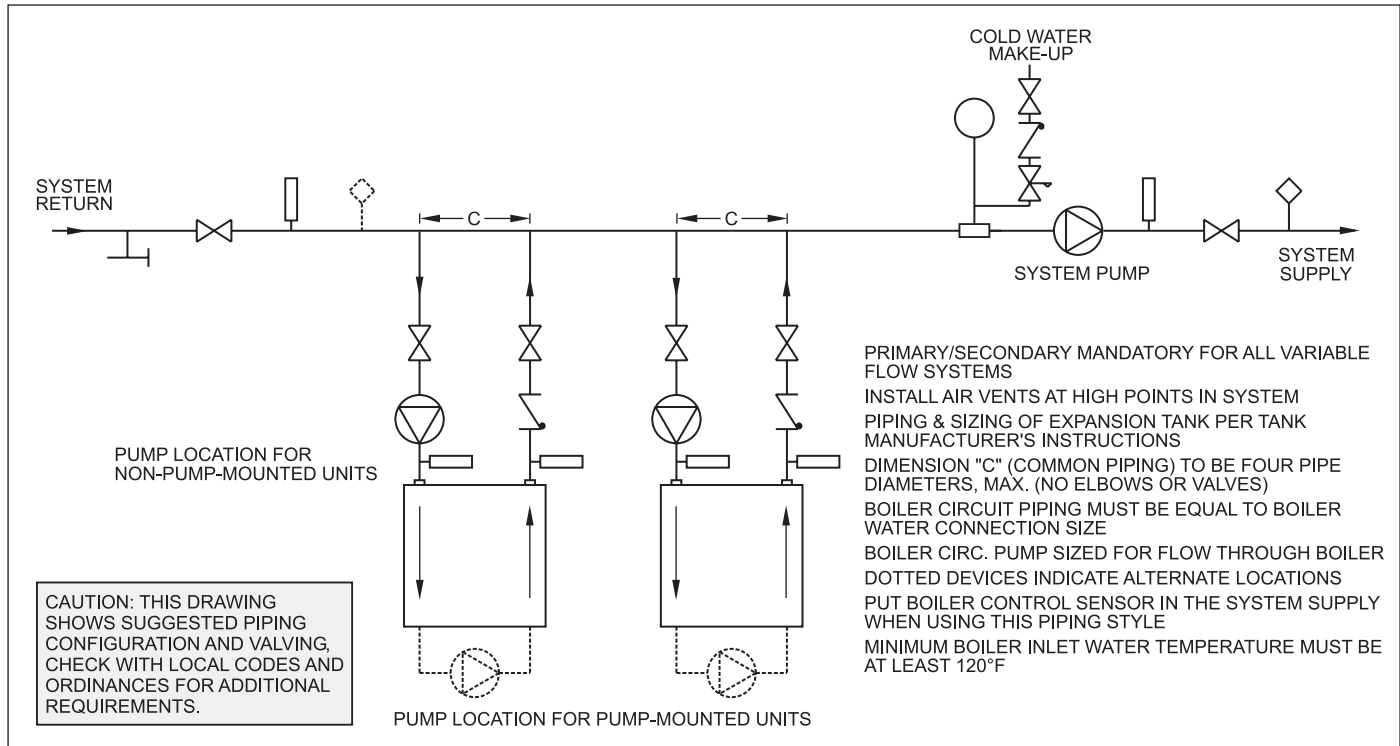 COLD WATER
MAKE-UP
SYSTEM
RETURN
C
C
SYSTEM PUMP
SYSTEM
SUPPLY
PUMP LOCATION FOR
NON-PUMP-MOUNTED UNITS
PRIMARY/SECONDARY MANDATORY FOR ALL VARIABLE
FLOW SYSTEMS
INSTALL AIR VENTS AT HIGH POINTS IN SYSTEM
PIPING & SIZING OF EXPANSION TANK PER TANK
MANUFACTURER'S INSTRUCTIONS
DIMENSION "C" (COMMON PIPING) TO BE FOUR PIPE
DIAMETERS, MAX. (NO ELBOWS OR VALVES)
BOILER CIRCUIT PIPING MUST BE EQUAL TO BOILER
WATER CONNECTION SIZE
BOILER CIRC. PUMP SIZED FOR FLOW THROUGH BOILER
DOTTED DEVICES INDICATE ALTERNATE LOCATIONS
PUT BOILER CONTROL SENSOR IN THE SYSTEM SUPPLY
WHEN USING THIS PIPING STYLE
MINIMUM BOILER INLET WATER TEMPERATURE MUST BE
AT LEAST 120°F
CAUTION: THIS DRAWING
SHOWS SUGGESTED PIPING
CONFIGURATION AND VALVING,
CHECK WITH LOCAL CODES AND
ORDINANCES FOR ADDITIONAL
REQUIREMENTS.
PUMP LOCATION FOR PUMP-MOUNTED UNITS